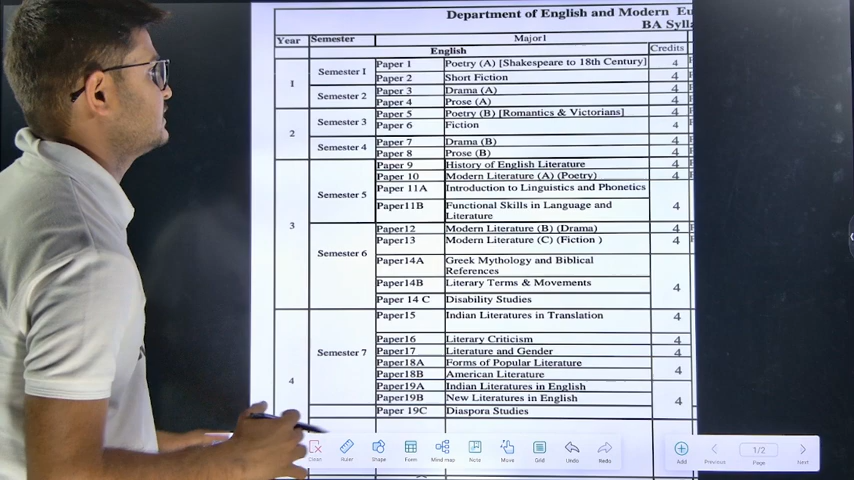 Department of English and Modern Eu
BA Sylla
Year Semester Major1
English Credits
1 Semester I Paper 1 Poetry (A) [Shakespeare to 18th Century] 4
Paper 2 Short Fiction 4
Semester 2 Paper 3 Drama (A) 4
Paper 4 Prose (A) 4
2 Semester 3 Paper 5 Poetry (B) [Romantics & Victorians] 4
Paper 6 Fiction 4
Semester 4 Paper 7 Drama (B) 4
Paper 8 Prose (B) 4
3 Semester 5 Paper 9 History of English Literature 4
Paper 10 Modern Literature (A) (Poetry) 4
Paper 11A Introduction to Linguistics and Phonetics
Paper11B Functional Skills in Language and 4
Literature
Semester 6 Paper12 Modern Literature (B) (Drama) 4
Paper13 Modern Literature (C) (Fiction ) 4
Paper14A Greek Mythology and Biblical
References
Paper14B Literary Terms & Movements 4
Paper 14 C Disability Studies
4 Semester 7 Paper15 Indian Literatures in Translation 4
Paper16 Literary Criticism 4
Paper17 Literature and Gender 4
Paper18A Forms of Popular Literature 4
Paper18B American Literature
Paper19A Indian Literatures in English 4
Paper19B New Literatures in English
Paper 19C Diaspora Studies
Clean Ruler Shape Form Mind map Note Move Grid Undo Redo Add Previous 1/2 Page Next